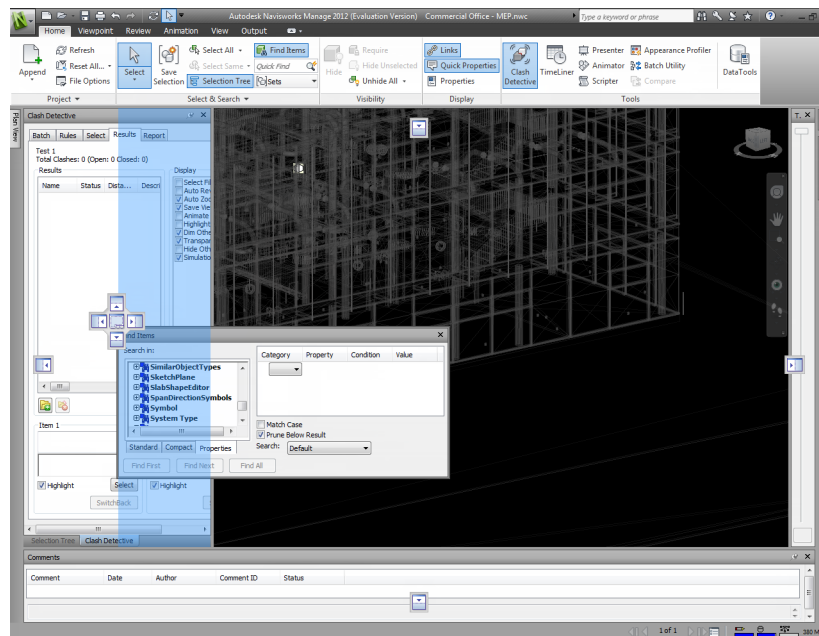 Autodesk Navisworks Manage 2012 (Evaluation Version) Commercial Office - MEP.nwc
Type a keyword or phrase
Home Viewpoint Review Animation View Output
Append
Refresh
Reset All...
File Options
Project
Select
Save Selection
Select All
Select Same
Selection Tree
Find Items
Quick Find
Sets
Select & Search
Hide
Require
Hide Unselected
Unhide All
Visibility
Links
Quick Properties
Properties
Display
Clash Detective
TimeLiner
Presenter
Animator
Scripter
Appearance Profiler
Batch Utility
Compare
DataTools
Tools
Plan View
Clash Detective
Batch Rules Select Results Report
Test 1
Total Clashes: 0 (Open: 0 Closed: 0)
Results
Name Status Dista... Descri
Display
Select Fil
Auto Rev
Auto Zoo
Save Vie
Animate
Highlight
Dim Othe
Transpar
Hide Oth
Simulatio
T.
Find Items
Search in:
SimilarObjectTypes
SketchPlane
SlabShapeEditor
SpanDirectionSymbols
Symbol
System Type
Standard Compact Properties
Category Property Condition Value
Match Case
Prune Below Result
Search: Default
Find First Find Next Find All
Item 1
Highlight Select Highlight
SwitchBack
Selection Tree Clash Detective
Comments
Comment Date Author Comment ID Status
1 of 1
380 M